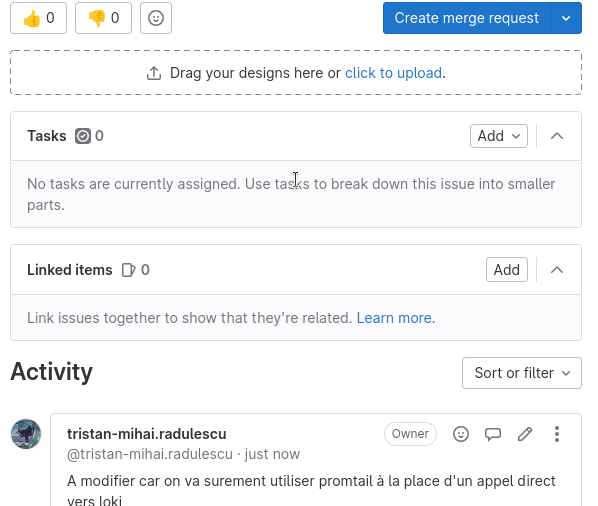 👍 0 👎 0 Create merge request
Drag your designs here or click to upload.
Tasks 0 Add
No tasks are currently assigned. Use tasks to break down this issue into smaller
parts.
Linked items 0 Add
Link issues together to show that they're related. Learn more.
Activity Sort or filter
tristan-mihai.radulescu Owner
@tristan-mihai.radulescu · just now
A modifier car on va surement utiliser promtail à la place d'un appel direct
vers loki